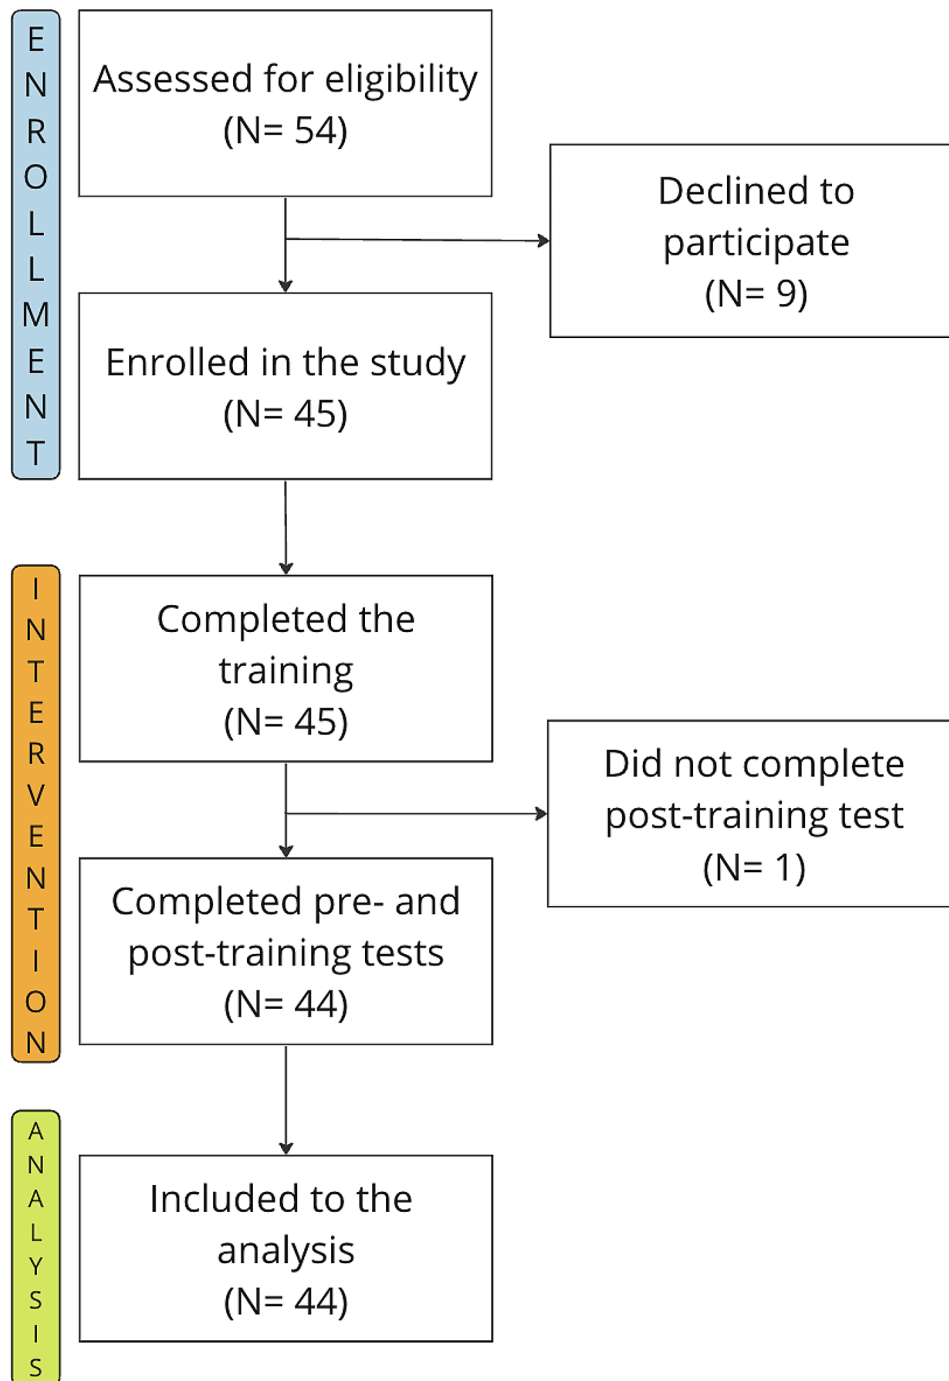 ENROLLMENT
Assessed for eligibility
(N= 54)
Declined to
participate
(N= 9)
Enrolled in the study
(N= 45)
INTERVENTION
Completed the
training
(N= 45)
Did not complete
post-training test
(N= 1)
Completed pre- and
post-training tests
(N= 44)
ANALYSIS
Included to the
analysis
(N= 44)